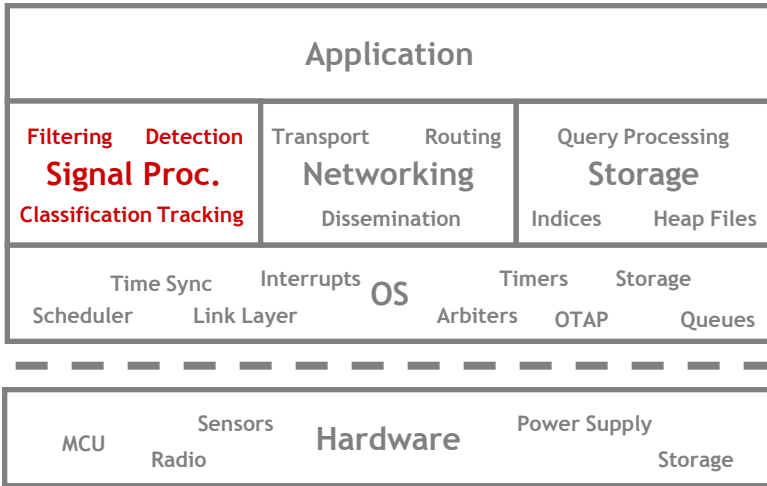 Application
Filtering Detection
Signal Proc.
Classification Tracking
Transport Routing
Networking
Dissemination
Query Processing
Storage
Indices Heap Files
Time Sync Interrupts OS Timers Storage
Scheduler Link Layer Arbiters OTAP Queues
Sensors Power Supply
MCU Hardware
Radio Storage